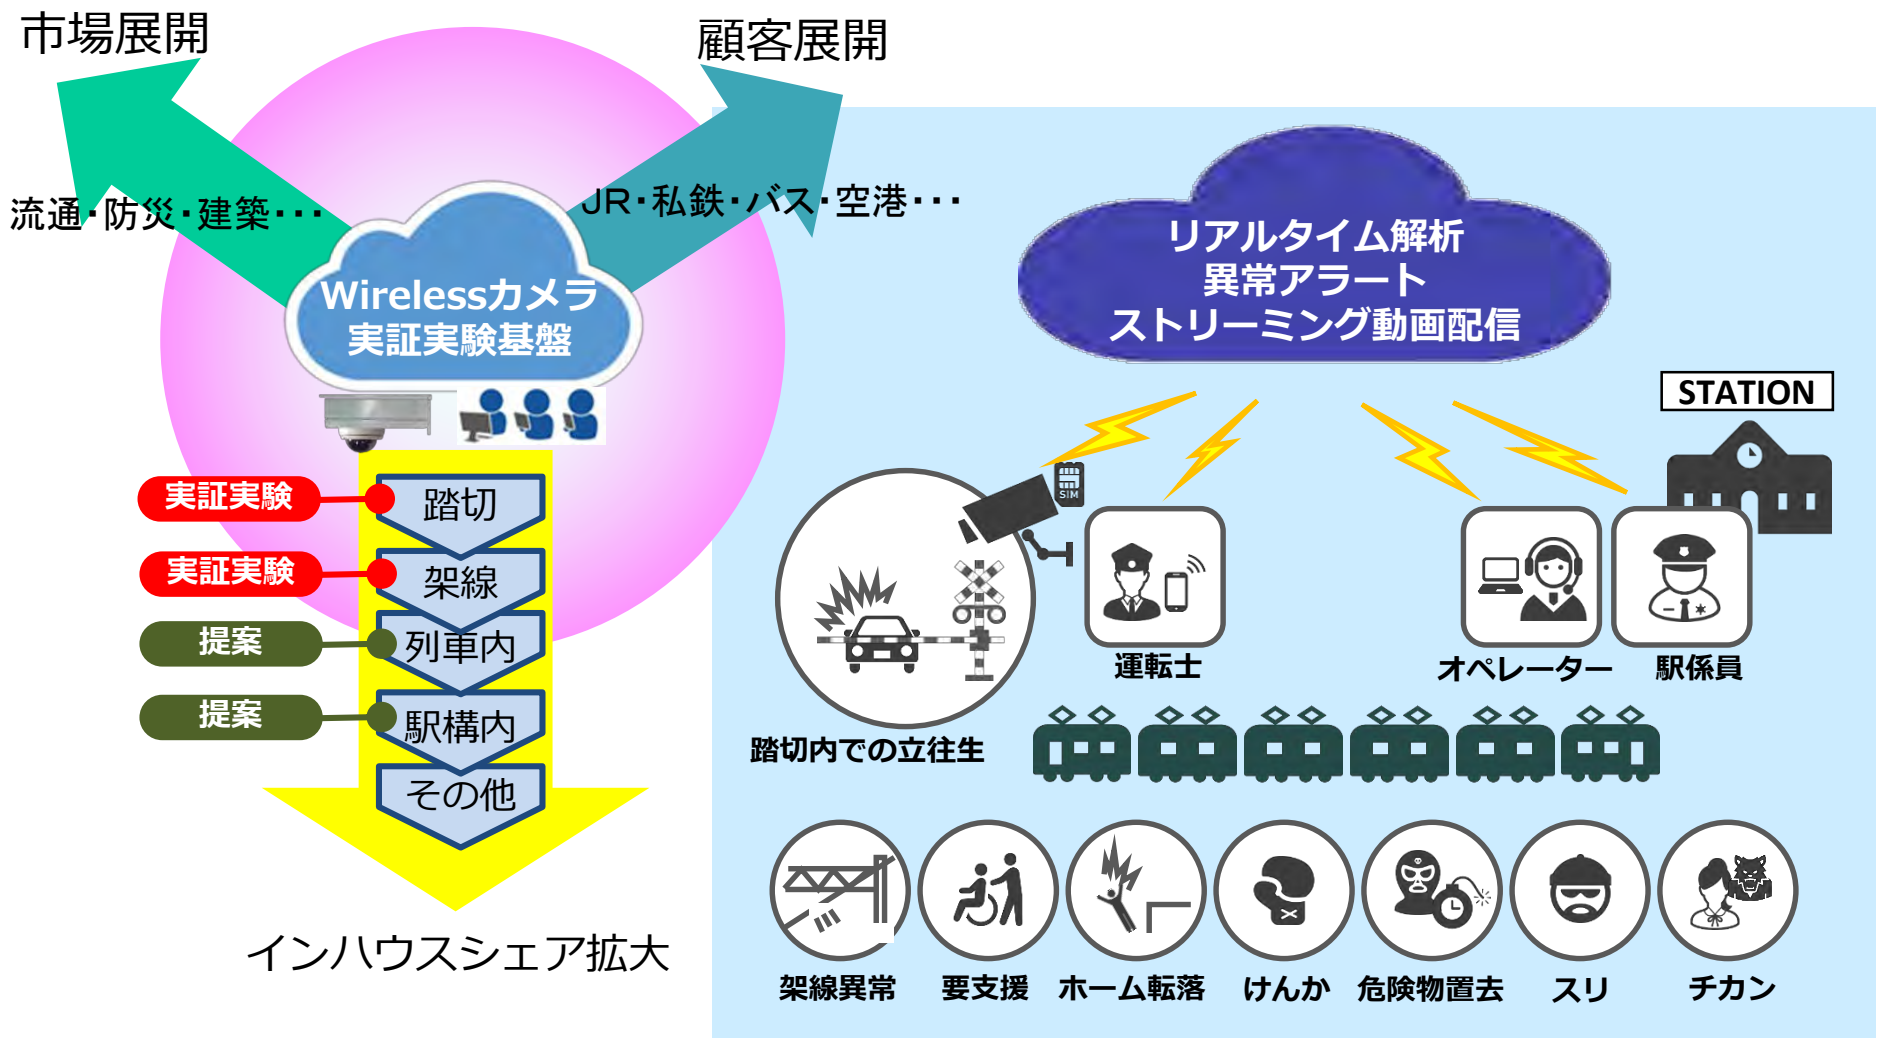 市場展開
顧客展開
流通・防災・建築・・・
JR・私鉄・バス・空港・・・
Wirelessカメラ
実証実験基盤
実証実験
踏切
実証実験
架線
提案
列車内
提案
駅構内
その他
インハウスシェア拡大
リアルタイム解析
異常アラート
ストリーミング動画配信
STATION
SIM
運転士
オペレーター
駅係員
踏切内での立往生
架線異常
要支援
ホーム転落
けんか
危険物置去
スリ
チカン